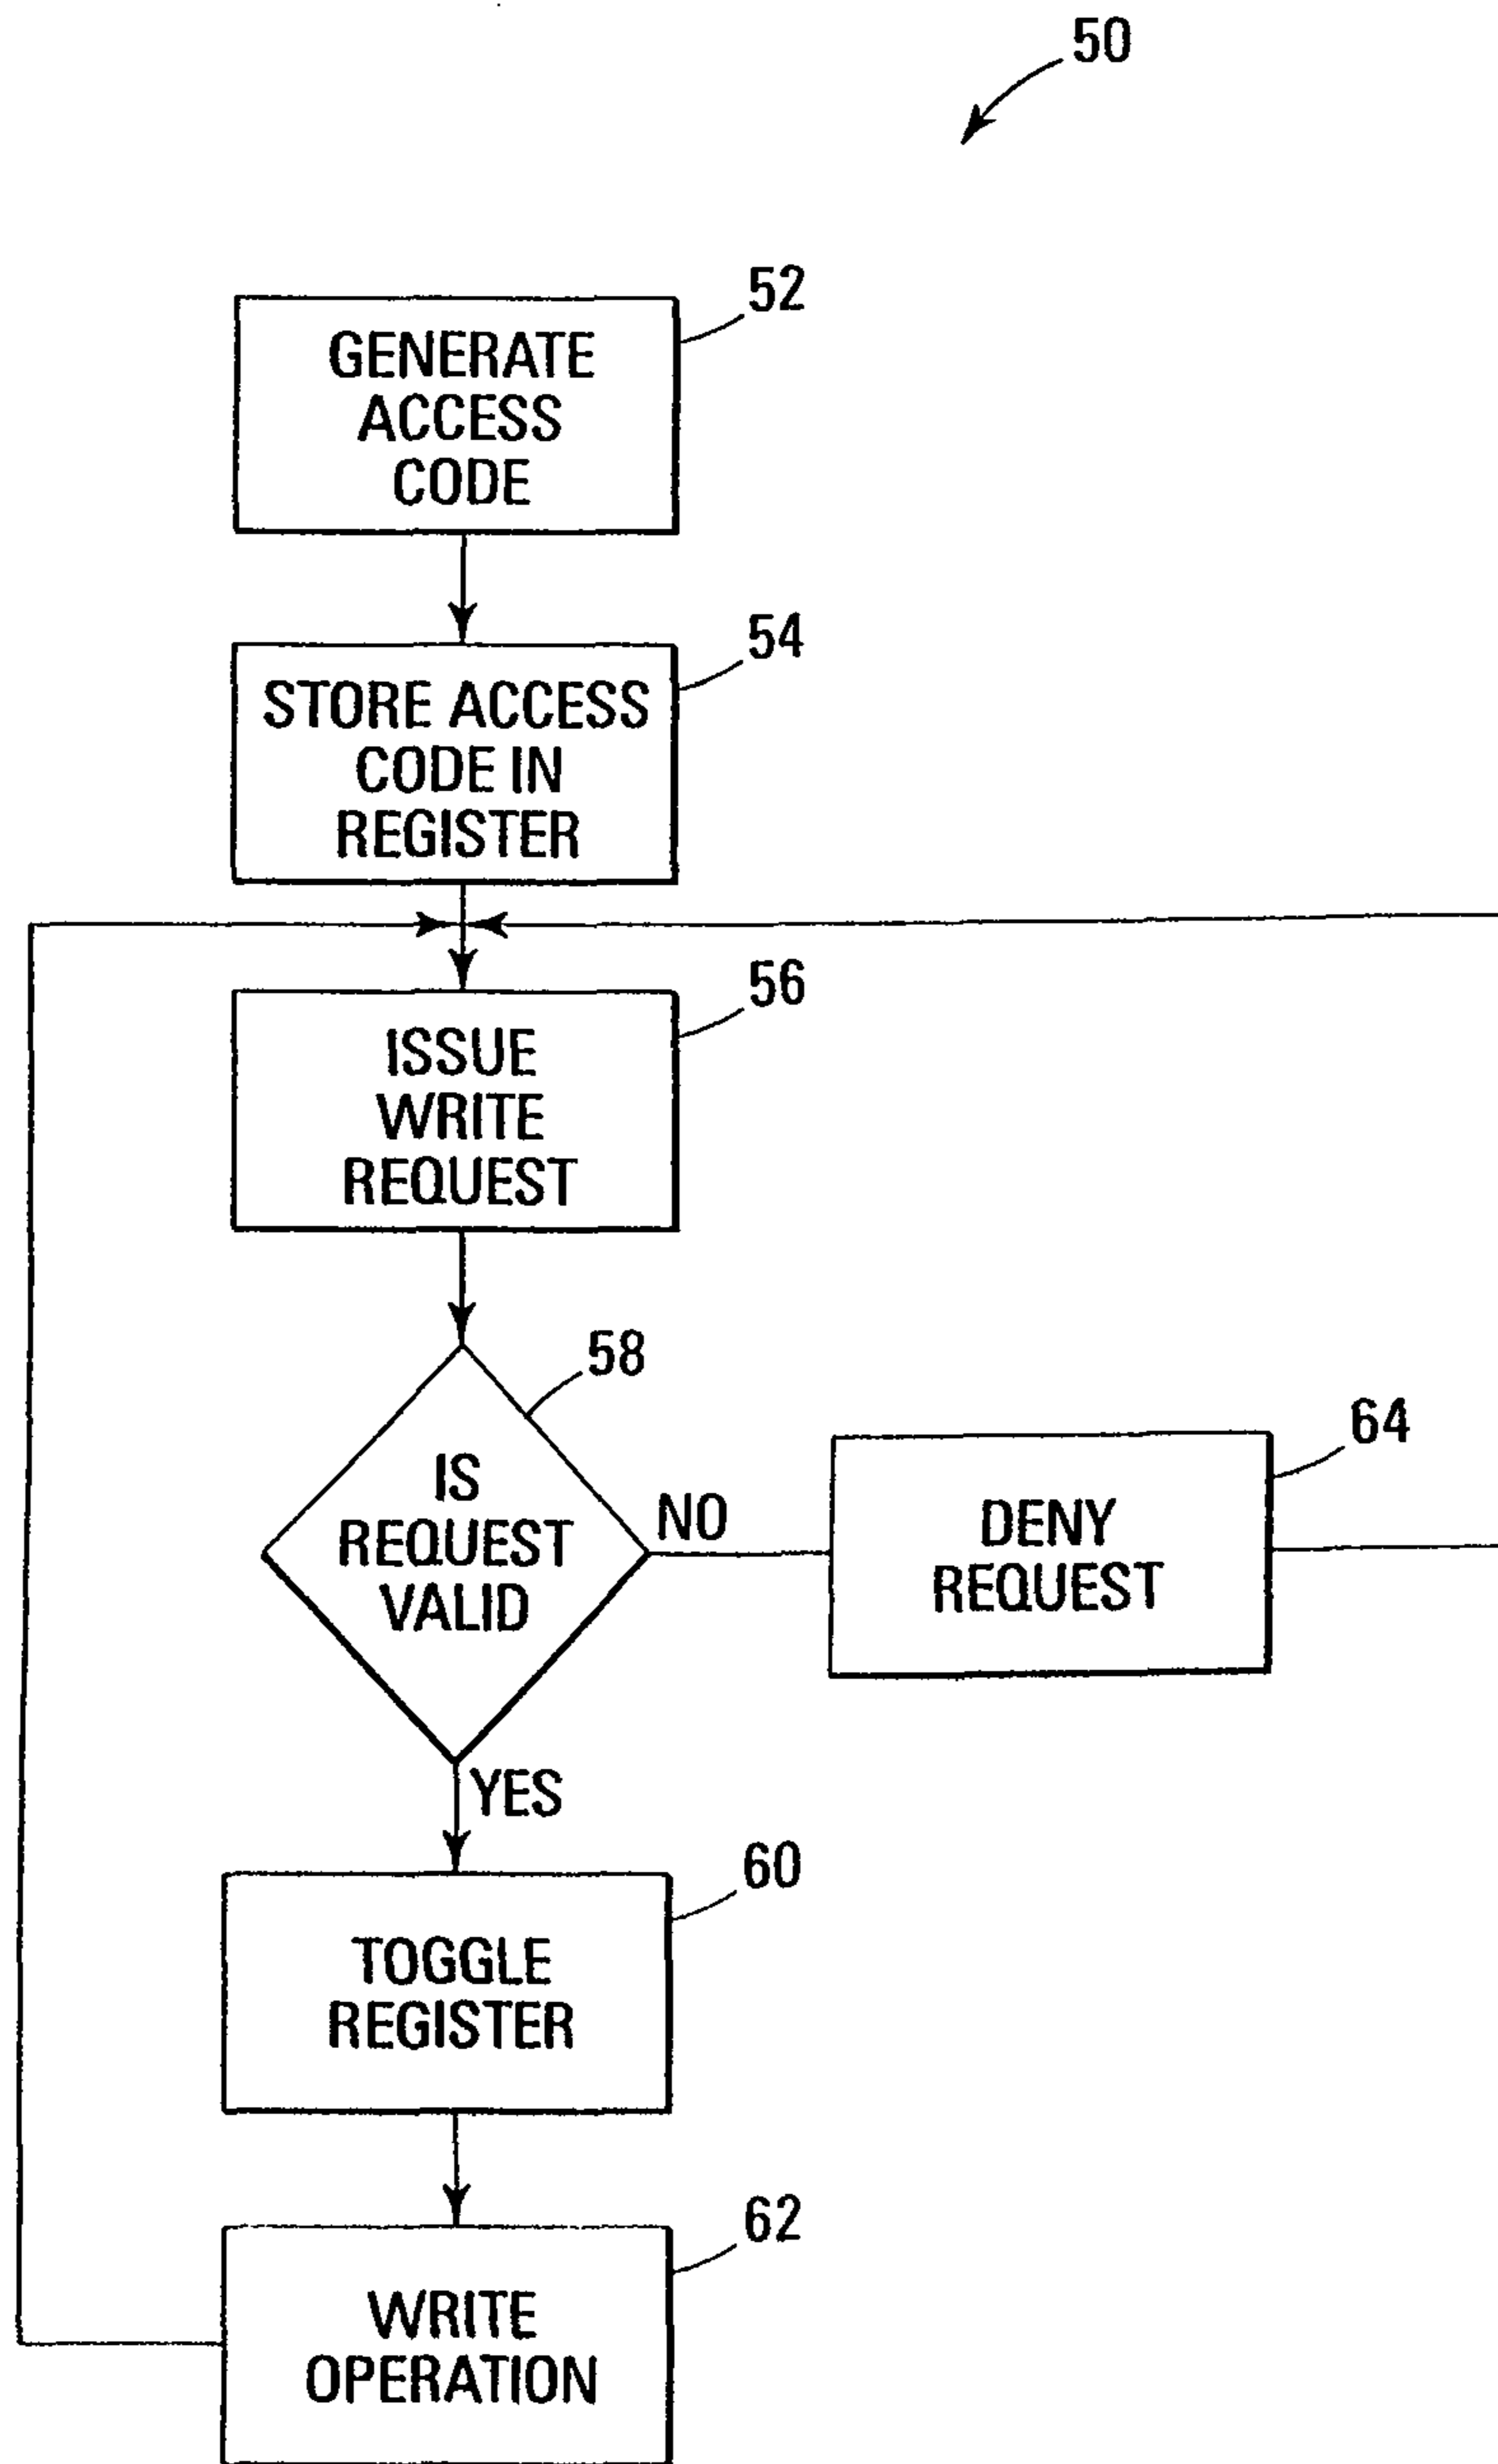 50
52
GENERATE
ACCESS
CODE
54
STORE ACCESS
CODE IN
REGISTER
56
ISSUE
WRITE
REQUEST
58
IS
REQUEST
VALID
NO
64
DENY
REQUEST
YES
60
TOGGLE
REGISTER
62
WRITE
OPERATION